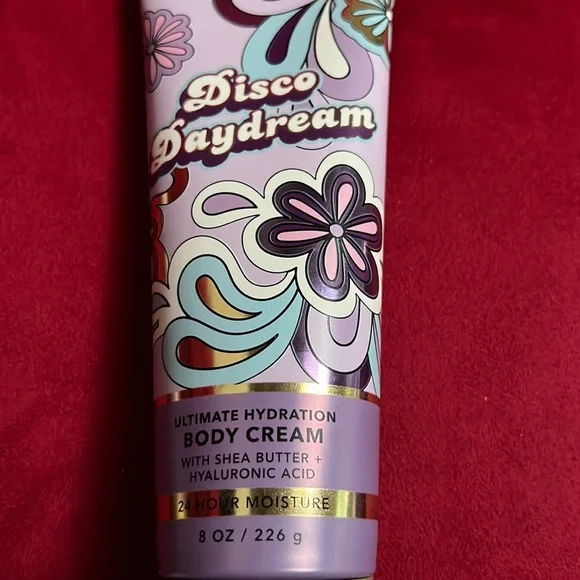 Disco
Daydream
ULTIMATE HYDRATION
BODY CREAM
WITH SHEA BUTTER +
HYALURONIC ACID
24 HOUR MOISTURE
8 OZ / 226 g